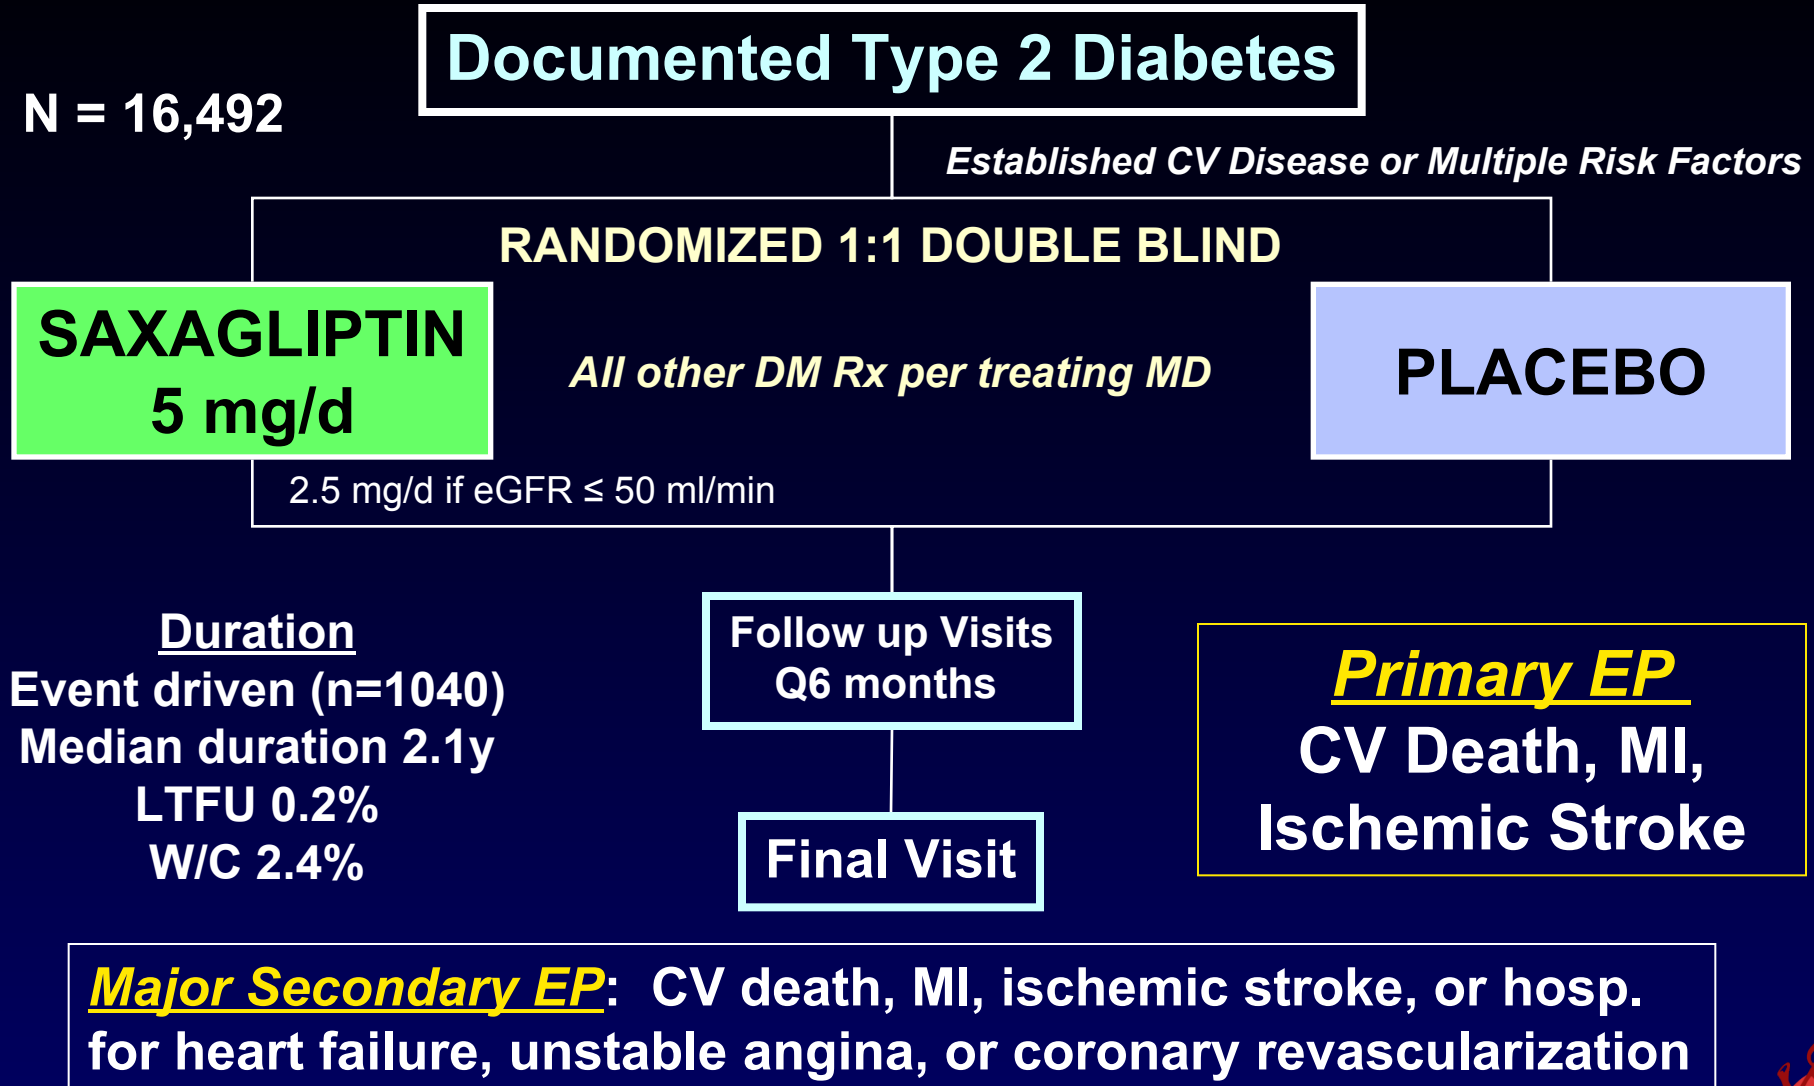 Documented Type 2 Diabetes
N = 16,492
Established CV Disease or Multiple Risk Factors
RANDOMIZED 1:1 DOUBLE BLIND
SAXAGLIPTIN
5 mg/d
All other DM Rx per treating MD
PLACEBO
2.5 mg/d if eGFR ≤ 50 ml/min
Duration
Event driven (n=1040)
Median duration 2.1y
LTFU 0.2%
W/C 2.4%
Follow up Visits
Q6 months
Final Visit
Primary EP
CV Death, MI,
Ischemic Stroke
Major Secondary EP: CV death, MI, ischemic stroke, or hosp.
for heart failure, unstable angina, or coronary revascularization